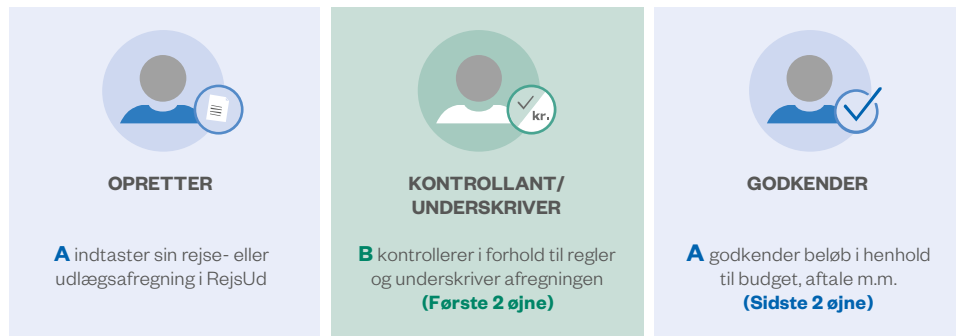 kr.
OPRETTER
A indtaster sin rejse- eller
udlægsafregning i RejsUd
KONTROLLANT/
UNDERSKRIVER
B kontrollerer i forhold til regler
og underskriver afregningen
(Første 2 øjne)
GODKENDER
A godkender beløb i henhold
til budget, aftale m.m.
(Sidste 2 øjne)